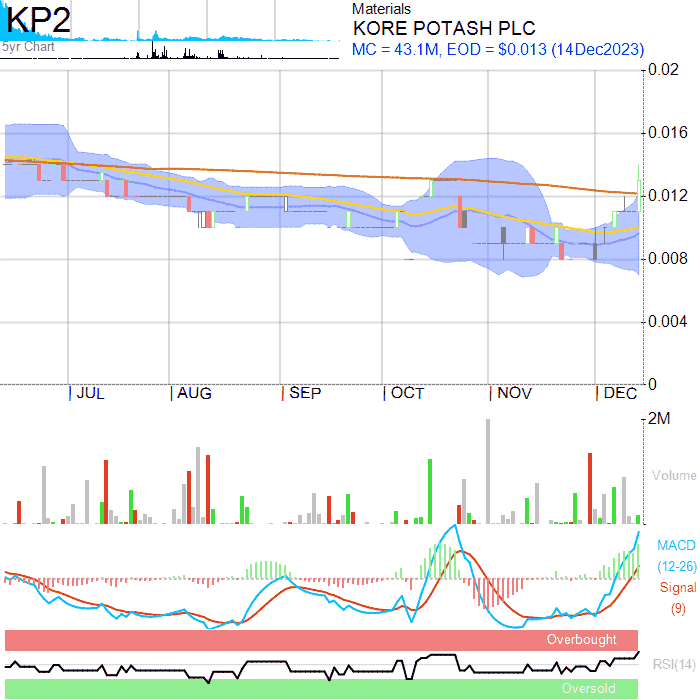 KP2
5yr Chart
Materials
KORE POTASH PLC
MC = 43.1M, EOD = $0.013 (14Dec2023)
0.02
0.016
0.012
0.008
0.004
0
JUL AUG SEP OCT NOV DEC
2M
Volume
MACD
(12-26)
Signal
(9)
Overbought
RSI(14)
Oversold